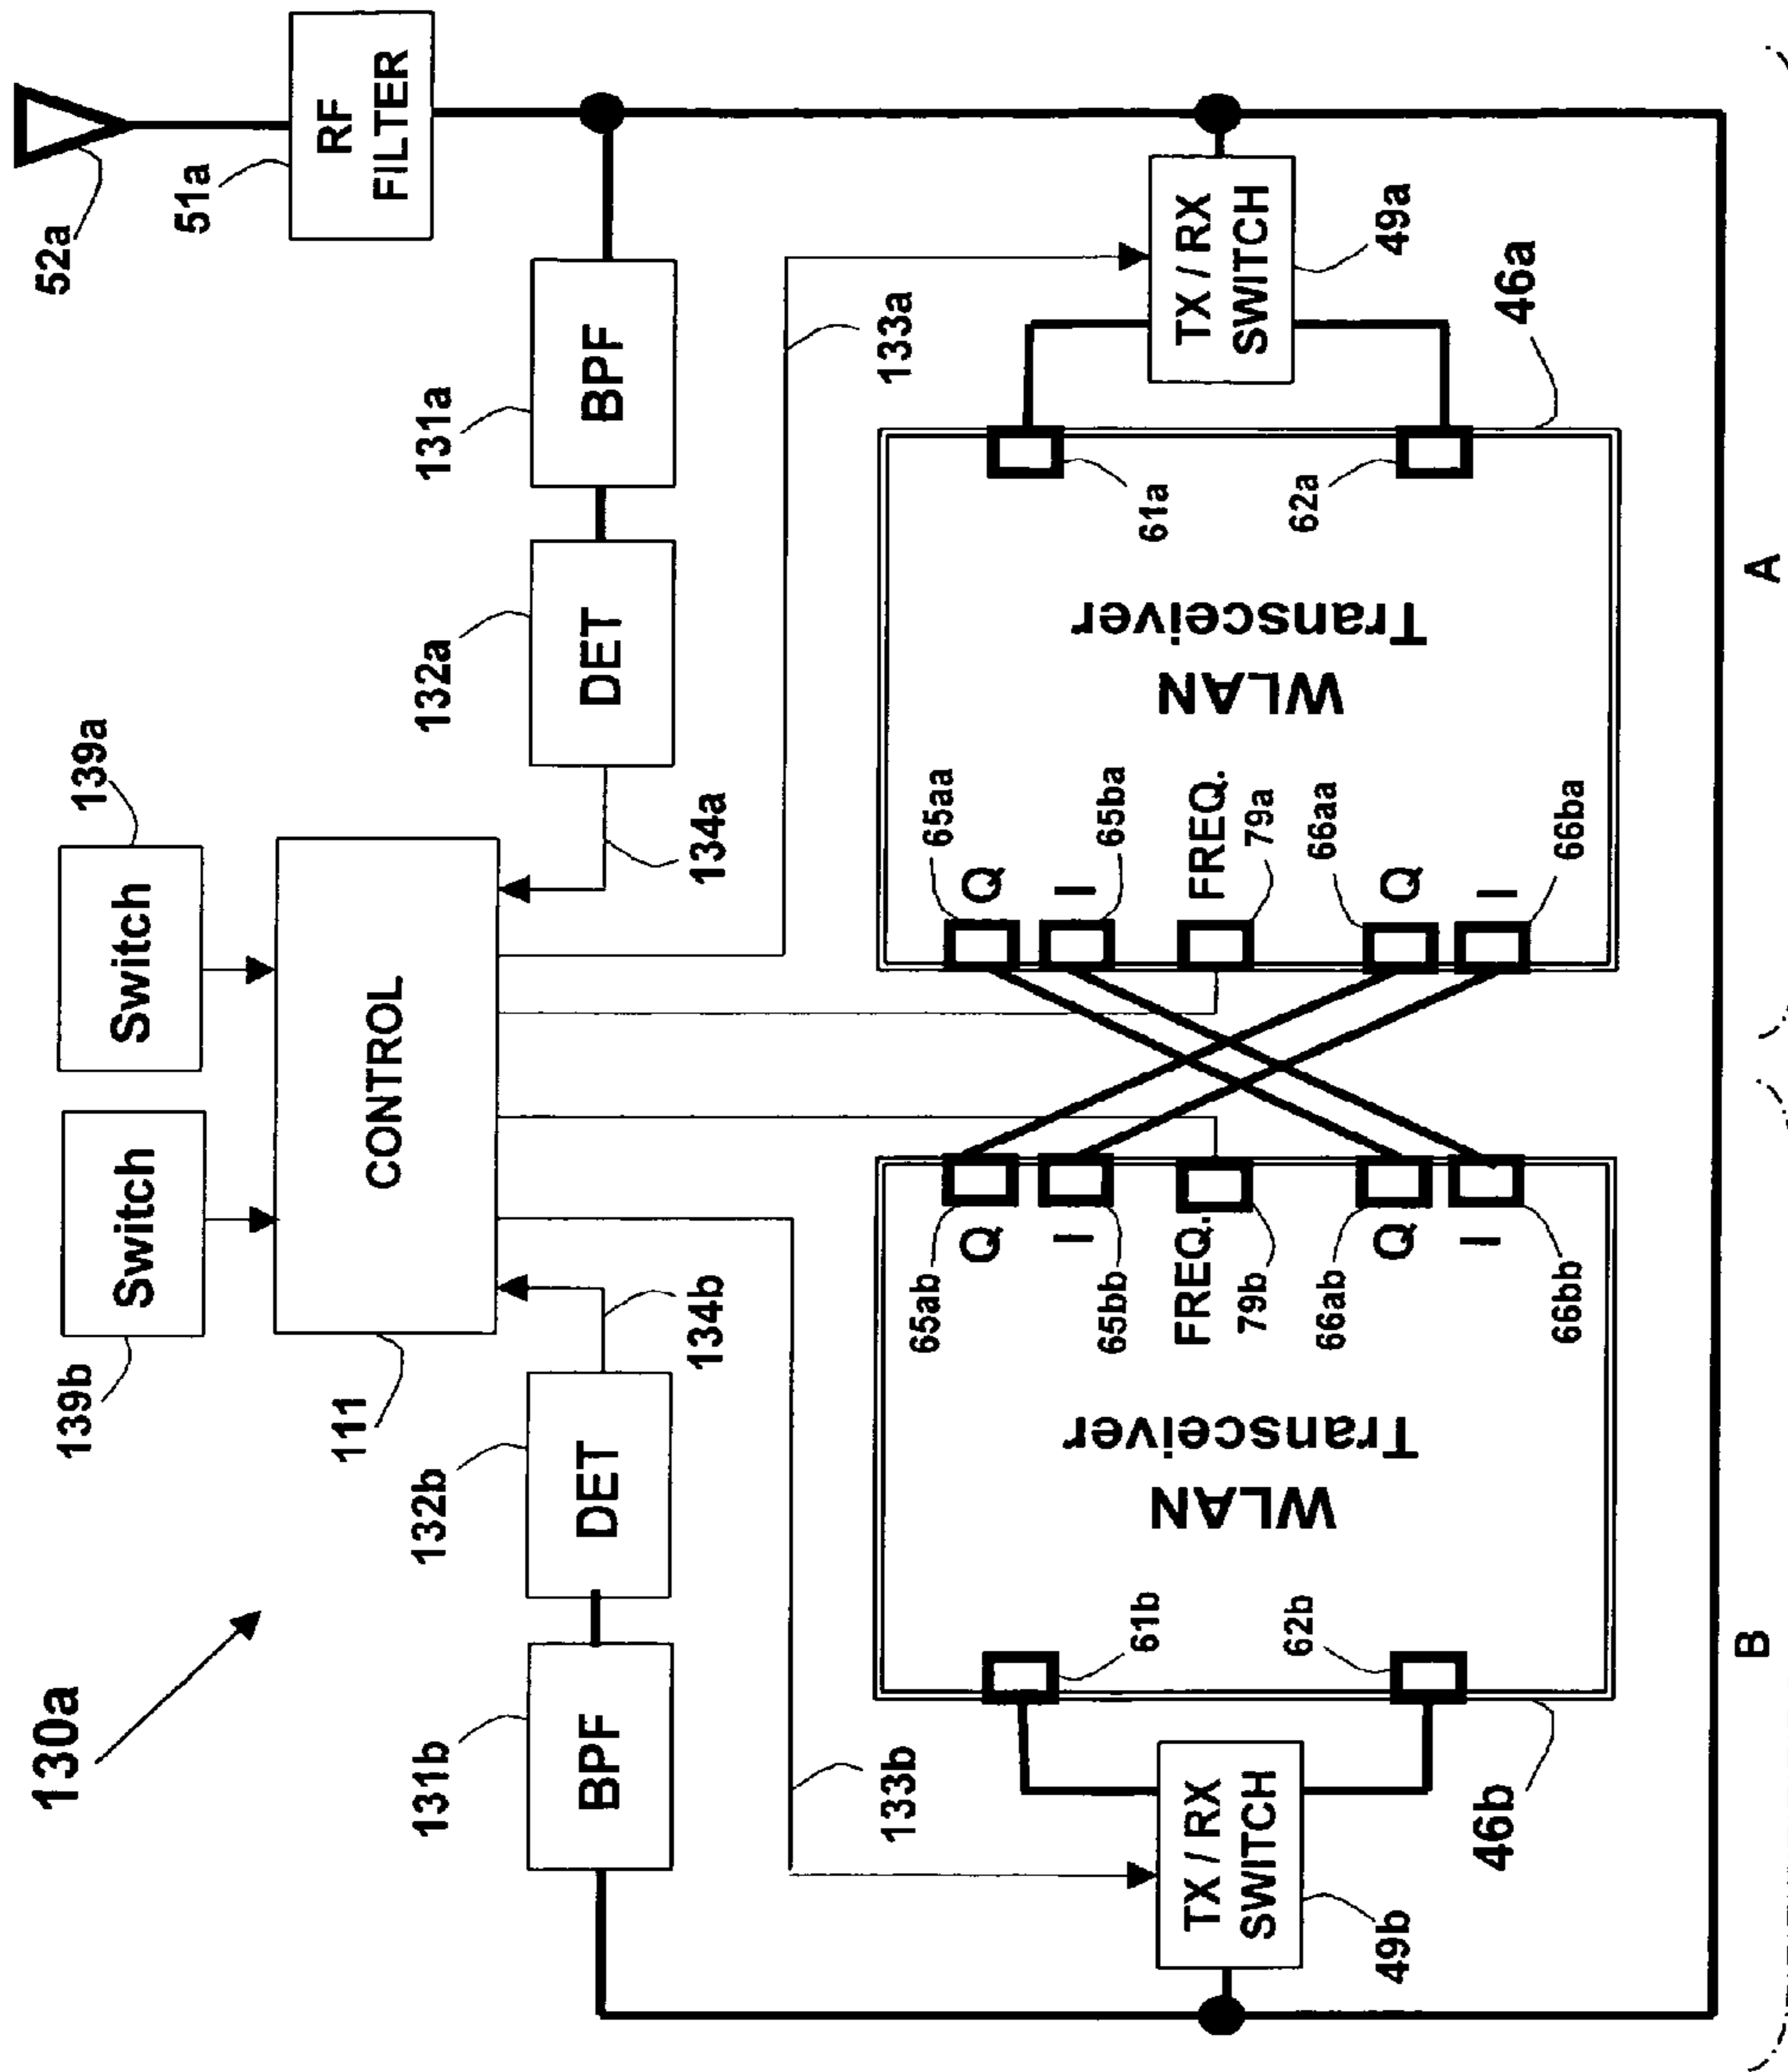 130a
139b
139a
Switch
Switch
52a
111
CONTROL
51a
RF
FILTER
131b
132b
132a
131a
BPF
DET
DET
BPF
134b
134a
133b
133a
TX / RX
SWITCH
49b
TX / RX
SWITCH
49a
46b
46a
61b
62b
WLAN
Transceiver
65ab
Q
65bb
I
FREQ.
79b
66ab
Q
66bb
I
65aa
Q
65ba
I
FREQ.
79a
66aa
Q
66ba
I
WLAN
Transceiver
61a
62a
B
A